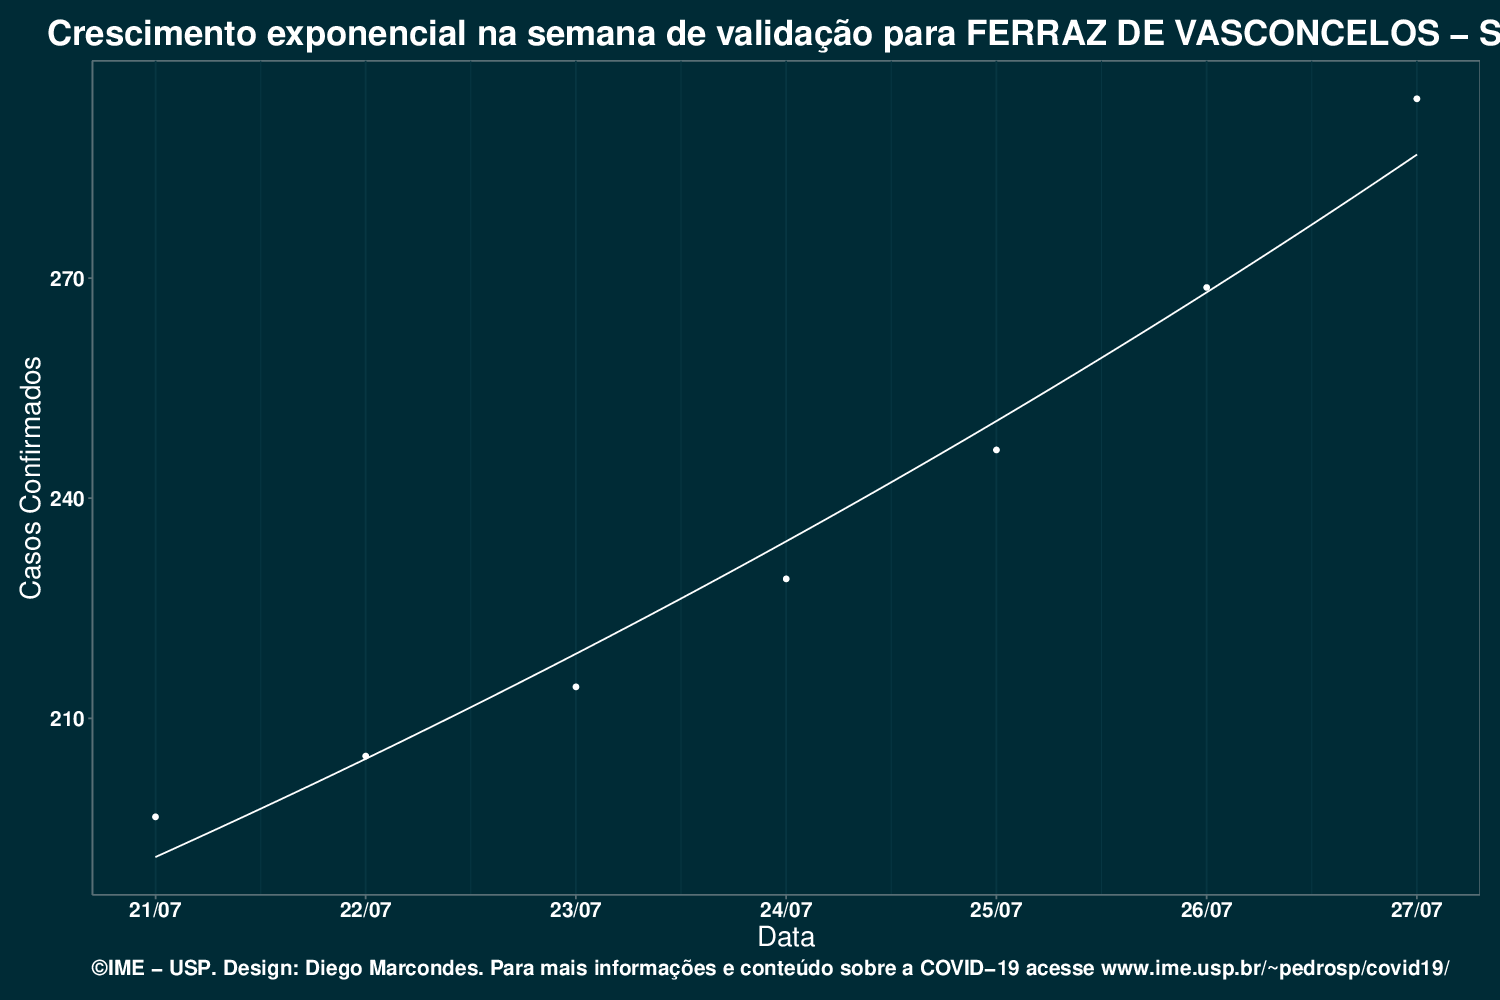 Crescimento exponencial na semana de validação para FERRAZ DE VASCONCELOS – S
270
240
210
Casos Confirmados
21/07 22/07 23/07 24/07 25/07 26/07 27/07
Data
©IME – USP. Design: Diego Marcondes. Para mais informações e conteúdo sobre a COVID–19 acesse www.ime.usp.br/~pedrosp/covid19/